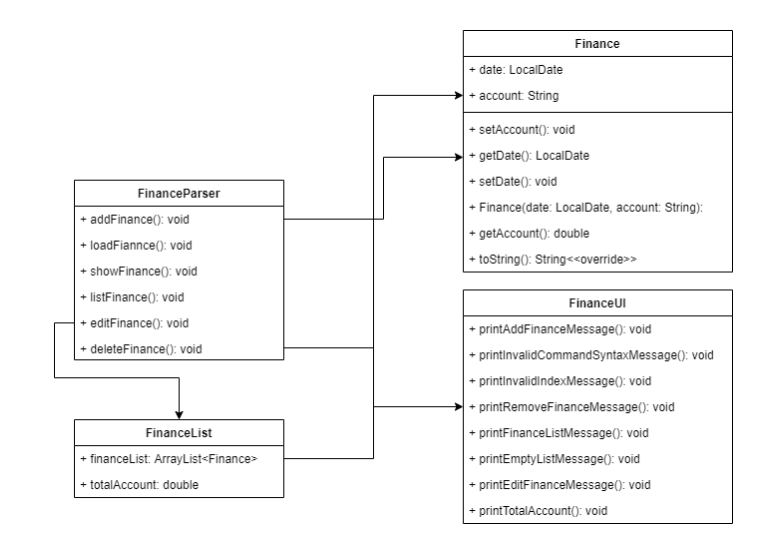 Finance
+ date: LocalDate
+ account: String
+ setAccount(): void
+ getDate(): LocalDate
+ setDate(): void
+ Finance(date: LocalDate, account: String):
+ getAccount(): double
+ toString(): String<<override>>
FinanceParser
+ addFinance(): void
+ loadFiannce(): void
+ showFinance(): void
+ listFinance(): void
+ editFinance(): void
+ deleteFinance(): void
FinanceUI
+ printAddFinanceMessage(): void
+ printInvalidCommandSyntaxMessage(): void
+ printInvalidIndexMessage(): void
+ printRemoveFinanceMessage(): void
+ printFinanceListMessage(): void
+ printEmptyListMessage(): void
+ printEditFinanceMessage(): void
+ printTotalAccount(): void
FinanceList
+ financeList: ArrayList<Finance>
+ totalAccount: double